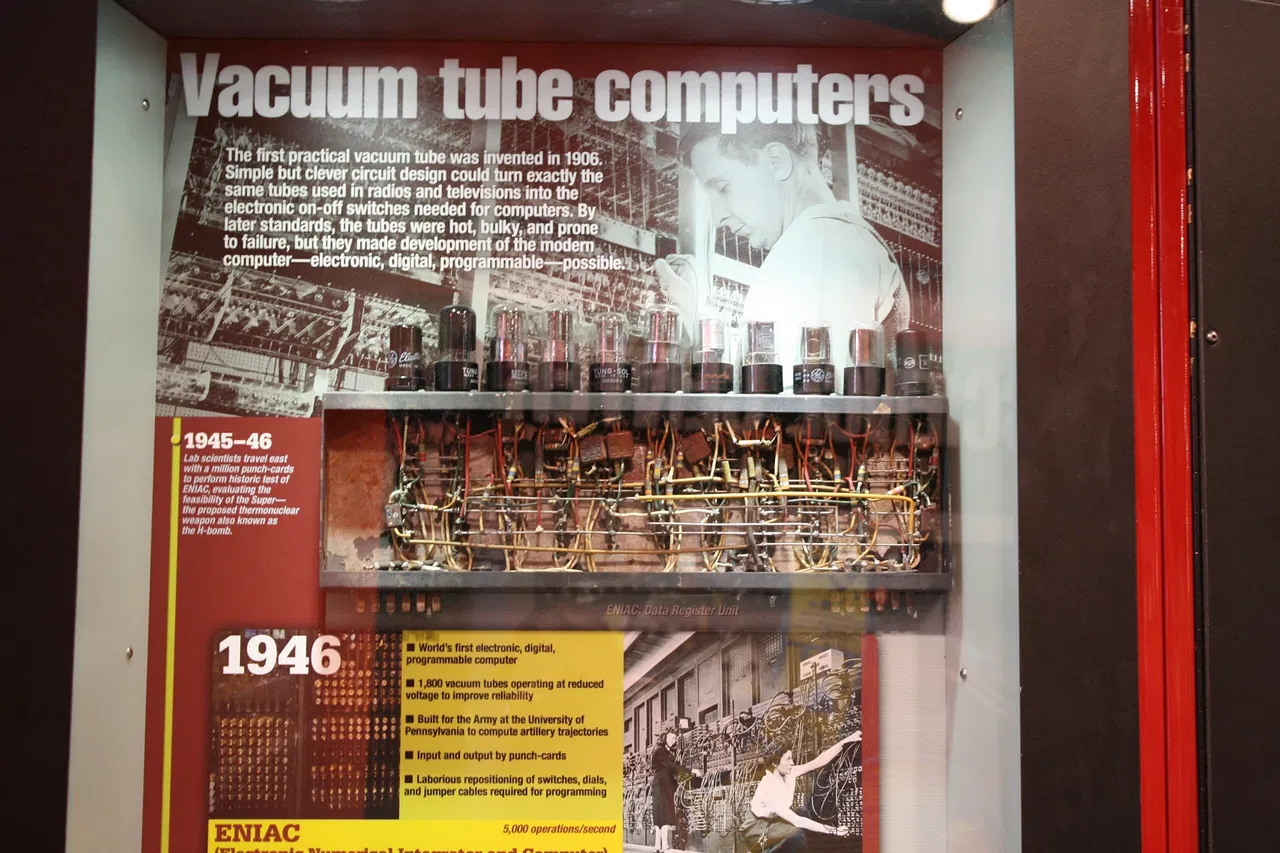 Vacuum tube computers
The first practical vacuum tube was invented in 1906.
Simple but clever circuit design could turn exactly the
same tubes used in radios and televisions into the
electronic on-off switches needed for computers. By
later standards, the tubes were hot, bulky, and prone
to failure, but they made development of the modern
computer—electronic, digital, programmable—possible.
TUNG-SOL
GE
1945–46
Lab scientists travel east
with a million punch-cards
to perform historic test of
ENIAC, evaluating the
feasibility of the Super—
the proposed thermonuclear
weapon also known as
the H-bomb.
ENIAC: Data Register Unit
1946
■ World's first electronic, digital,
programmable computer
■ 1,800 vacuum tubes operating at reduced
voltage to improve reliability
■ Built for the Army at the University of
Pennsylvania to compute artillery trajectories
■ Input and output by punch-cards
■ Laborious repositioning of switches, dials,
and jumper cables required for programming
ENIAC
5,000 operations/second
(Electronic Numerical Integrator and Computer)